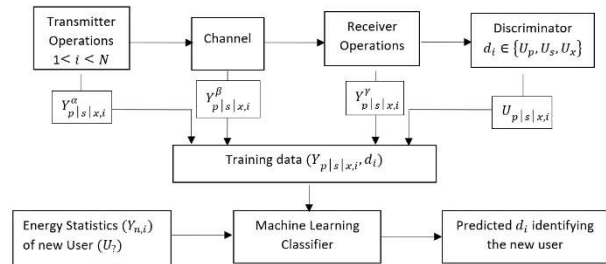 Transmitter
Operations
1< i < N
Channel
Receiver
Operations
Discriminator
d_i ∈ {U_p, U_s, U_x}
Y^α_{p|s|x,i}
Y^β_{p|s|x,i}
Y^γ_{p|s|x,i}
U_{p|s|x,i}
Training data (Y_{p|s|x,i}, d_i)
Energy Statistics (Y_{n,i})
of new User (U_?)
Machine Learning
Classifier
Predicted d_i identifying
the new user